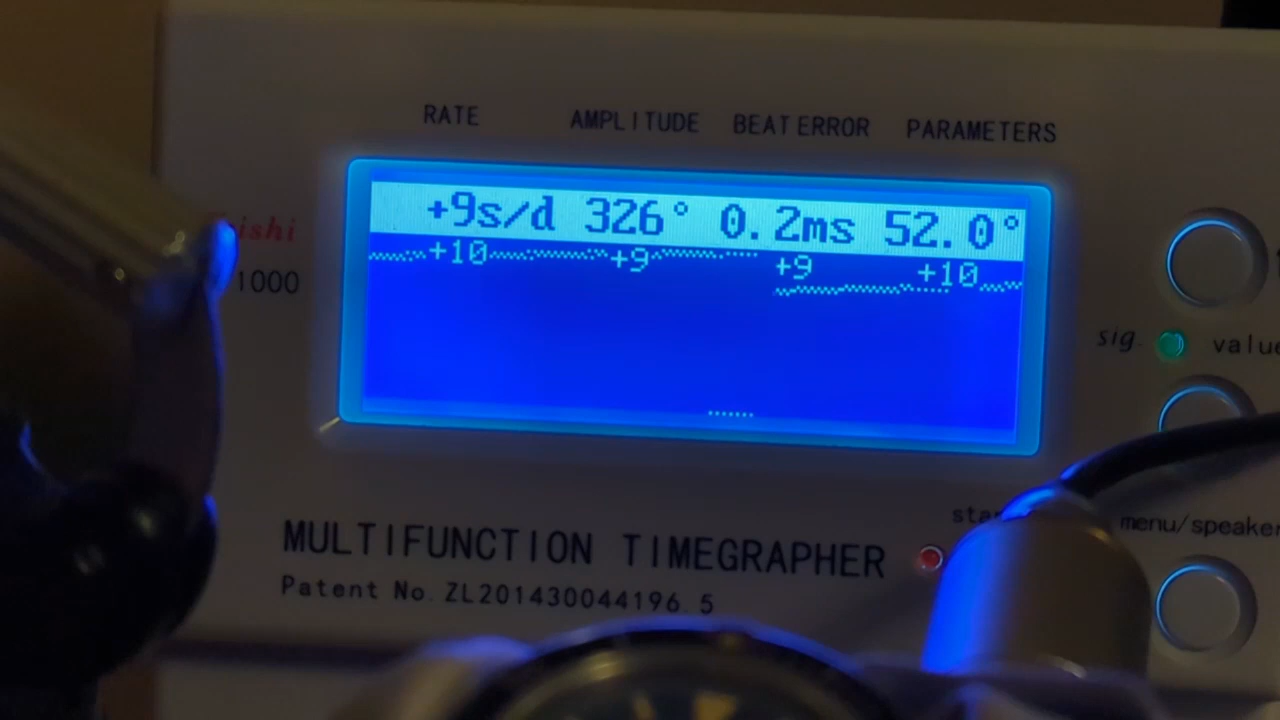 RATE AMPLITUDE BEAT ERROR PARAMETERS
+9s/d 326° 0.2ms 52.0°
+10 +9 +9 +10
ishi
1000
sig. value
start
menu/speaker
MULTIFUNCTION TIMEGRAPHER
Patent No. ZL201430044196.5